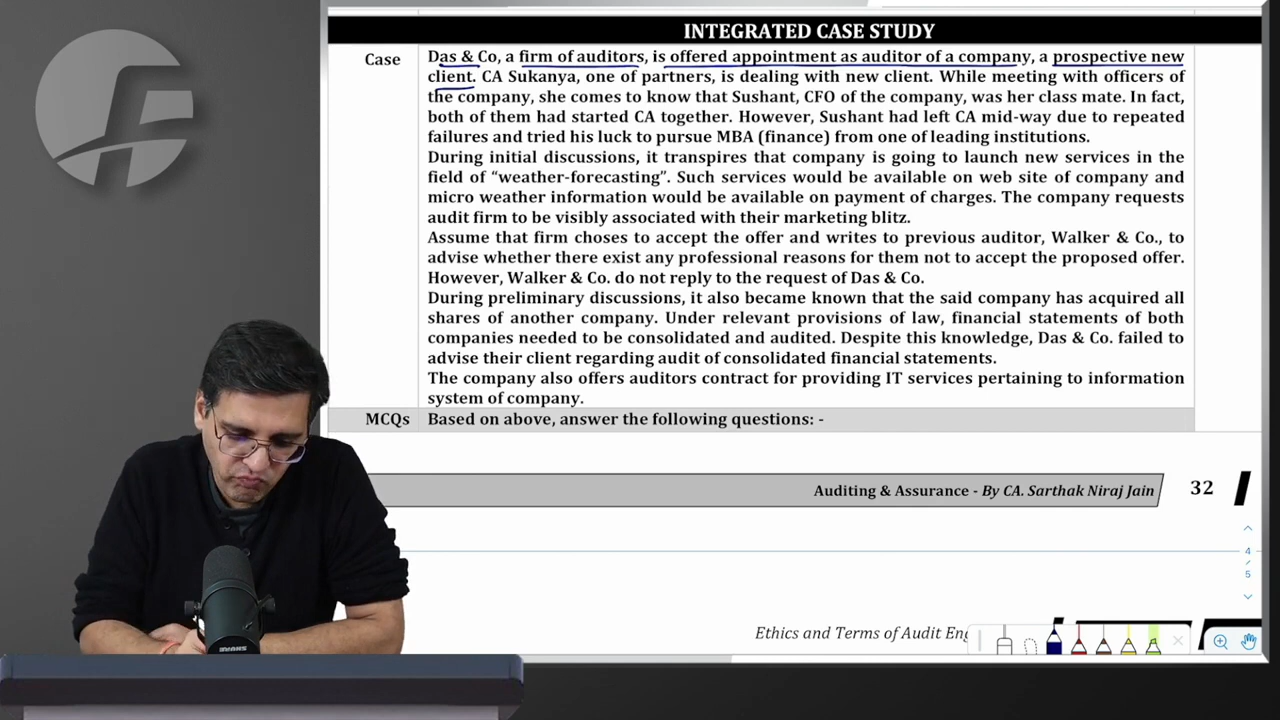 INTEGRATED CASE STUDY
Case
Das & Co, a firm of auditors, is offered appointment as auditor of a company, a prospective new
client. CA Sukanya, one of partners, is dealing with new client. While meeting with officers of
the company, she comes to know that Sushant, CFO of the company, was her class mate. In fact,
both of them had started CA together. However, Sushant had left CA mid-way due to repeated
failures and tried his luck to pursue MBA (finance) from one of leading institutions.
During initial discussions, it transpires that company is going to launch new services in the
field of “weather-forecasting”. Such services would be available on web site of company and
micro weather information would be available on payment of charges. The company requests
audit firm to be visibly associated with their marketing blitz.
Assume that firm choses to accept the offer and writes to previous auditor, Walker & Co., to
advise whether there exist any professional reasons for them not to accept the proposed offer.
However, Walker & Co. do not reply to the request of Das & Co.
During preliminary discussions, it also became known that the said company has acquired all
shares of another company. Under relevant provisions of law, financial statements of both
companies needed to be consolidated and audited. Despite this knowledge, Das & Co. failed to
advise their client regarding audit of consolidated financial statements.
The company also offers auditors contract for providing IT services pertaining to information
system of company.
MCQs
Based on above, answer the following questions: -
Auditing & Assurance - By CA. Sarthak Niraj Jain
32
4
5
Ethics and Terms of Audit